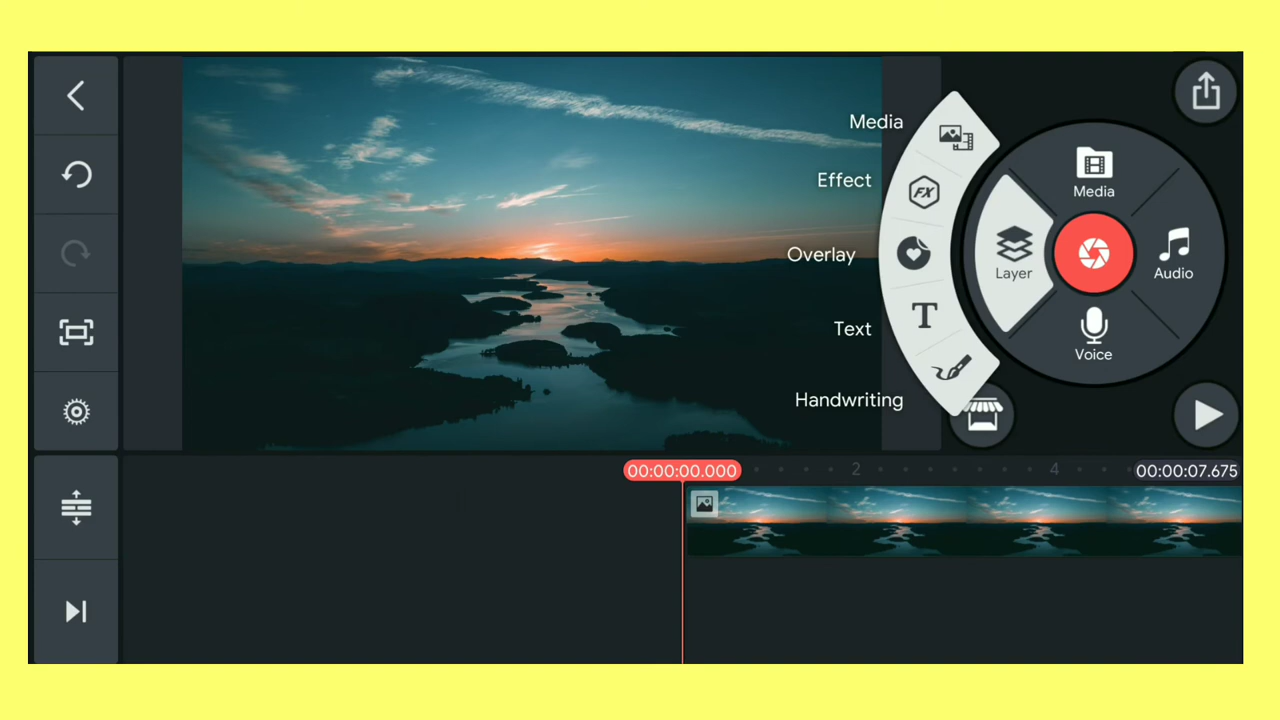 Media
Effect
Overlay
Text
Handwriting
FX
T
Media
Layer
Audio
Voice
00:00:00.000
2
4
00:00:07.675